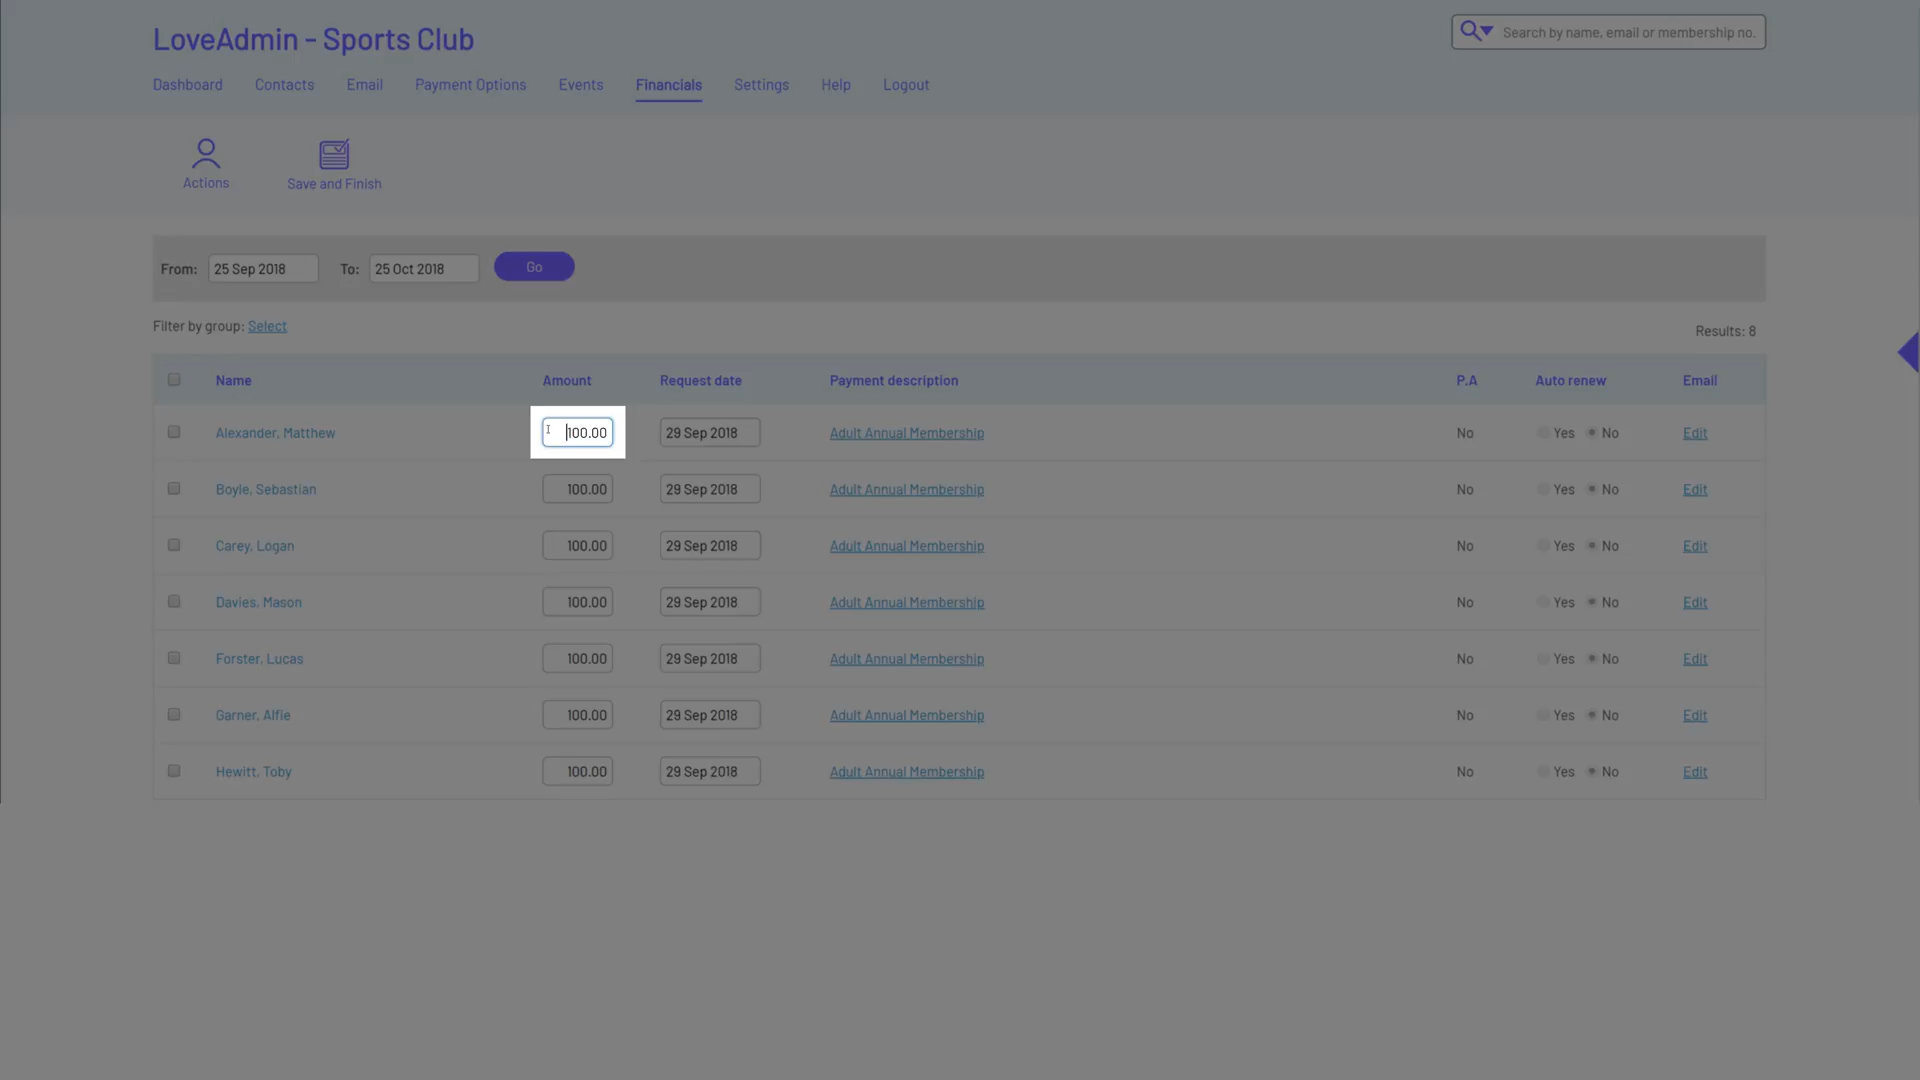 LoveAdmin - Sports Club
Search by name, email or membership no.
Dashboard Contacts Email Payment Options Events Financials Settings Help Logout
Actions Save and Finish
From: 25 Sep 2018 To: 25 Oct 2018 Go
Filter by group: Select
Results: 8
Name Amount Request date Payment description P.A Auto renew Email
Alexander, Matthew 100.00 29 Sep 2018 Adult Annual Membership No Yes No Edit
Boyle, Sebastian 100.00 29 Sep 2018 Adult Annual Membership No Yes No Edit
Carey, Logan 100.00 29 Sep 2018 Adult Annual Membership No Yes No Edit
Davies, Mason 100.00 29 Sep 2018 Adult Annual Membership No Yes No Edit
Forster, Lucas 100.00 29 Sep 2018 Adult Annual Membership No Yes No Edit
Garner, Alfie 100.00 29 Sep 2018 Adult Annual Membership No Yes No Edit
Hewitt, Toby 100.00 29 Sep 2018 Adult Annual Membership No Yes No Edit